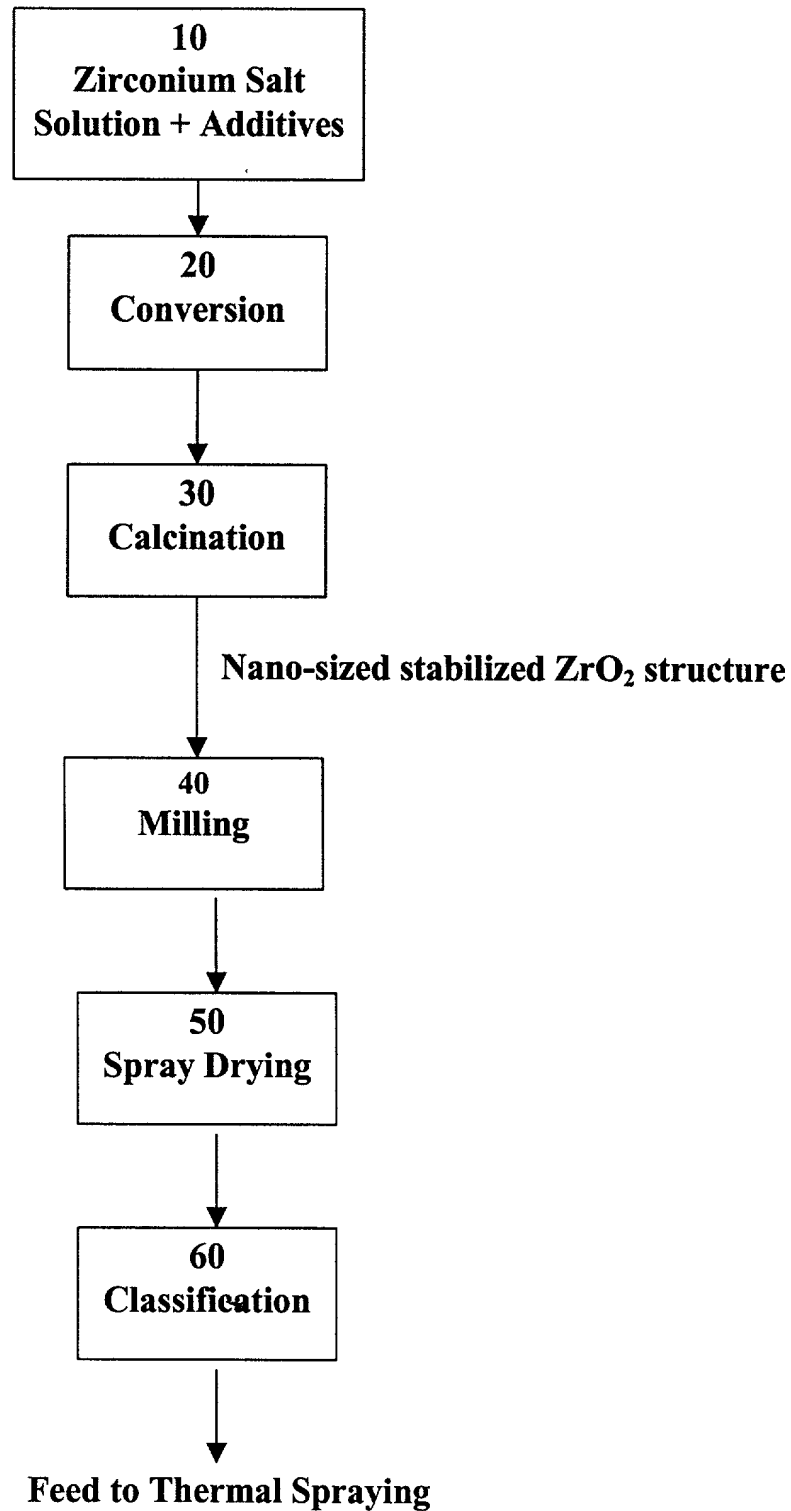 10
Zirconium Salt
Solution + Additives
20
Conversion
30
Calcination
Nano-sized stabilized ZrO₂ structure
40
Milling
50
Spray Drying
60
Classification
Feed to Thermal Spraying